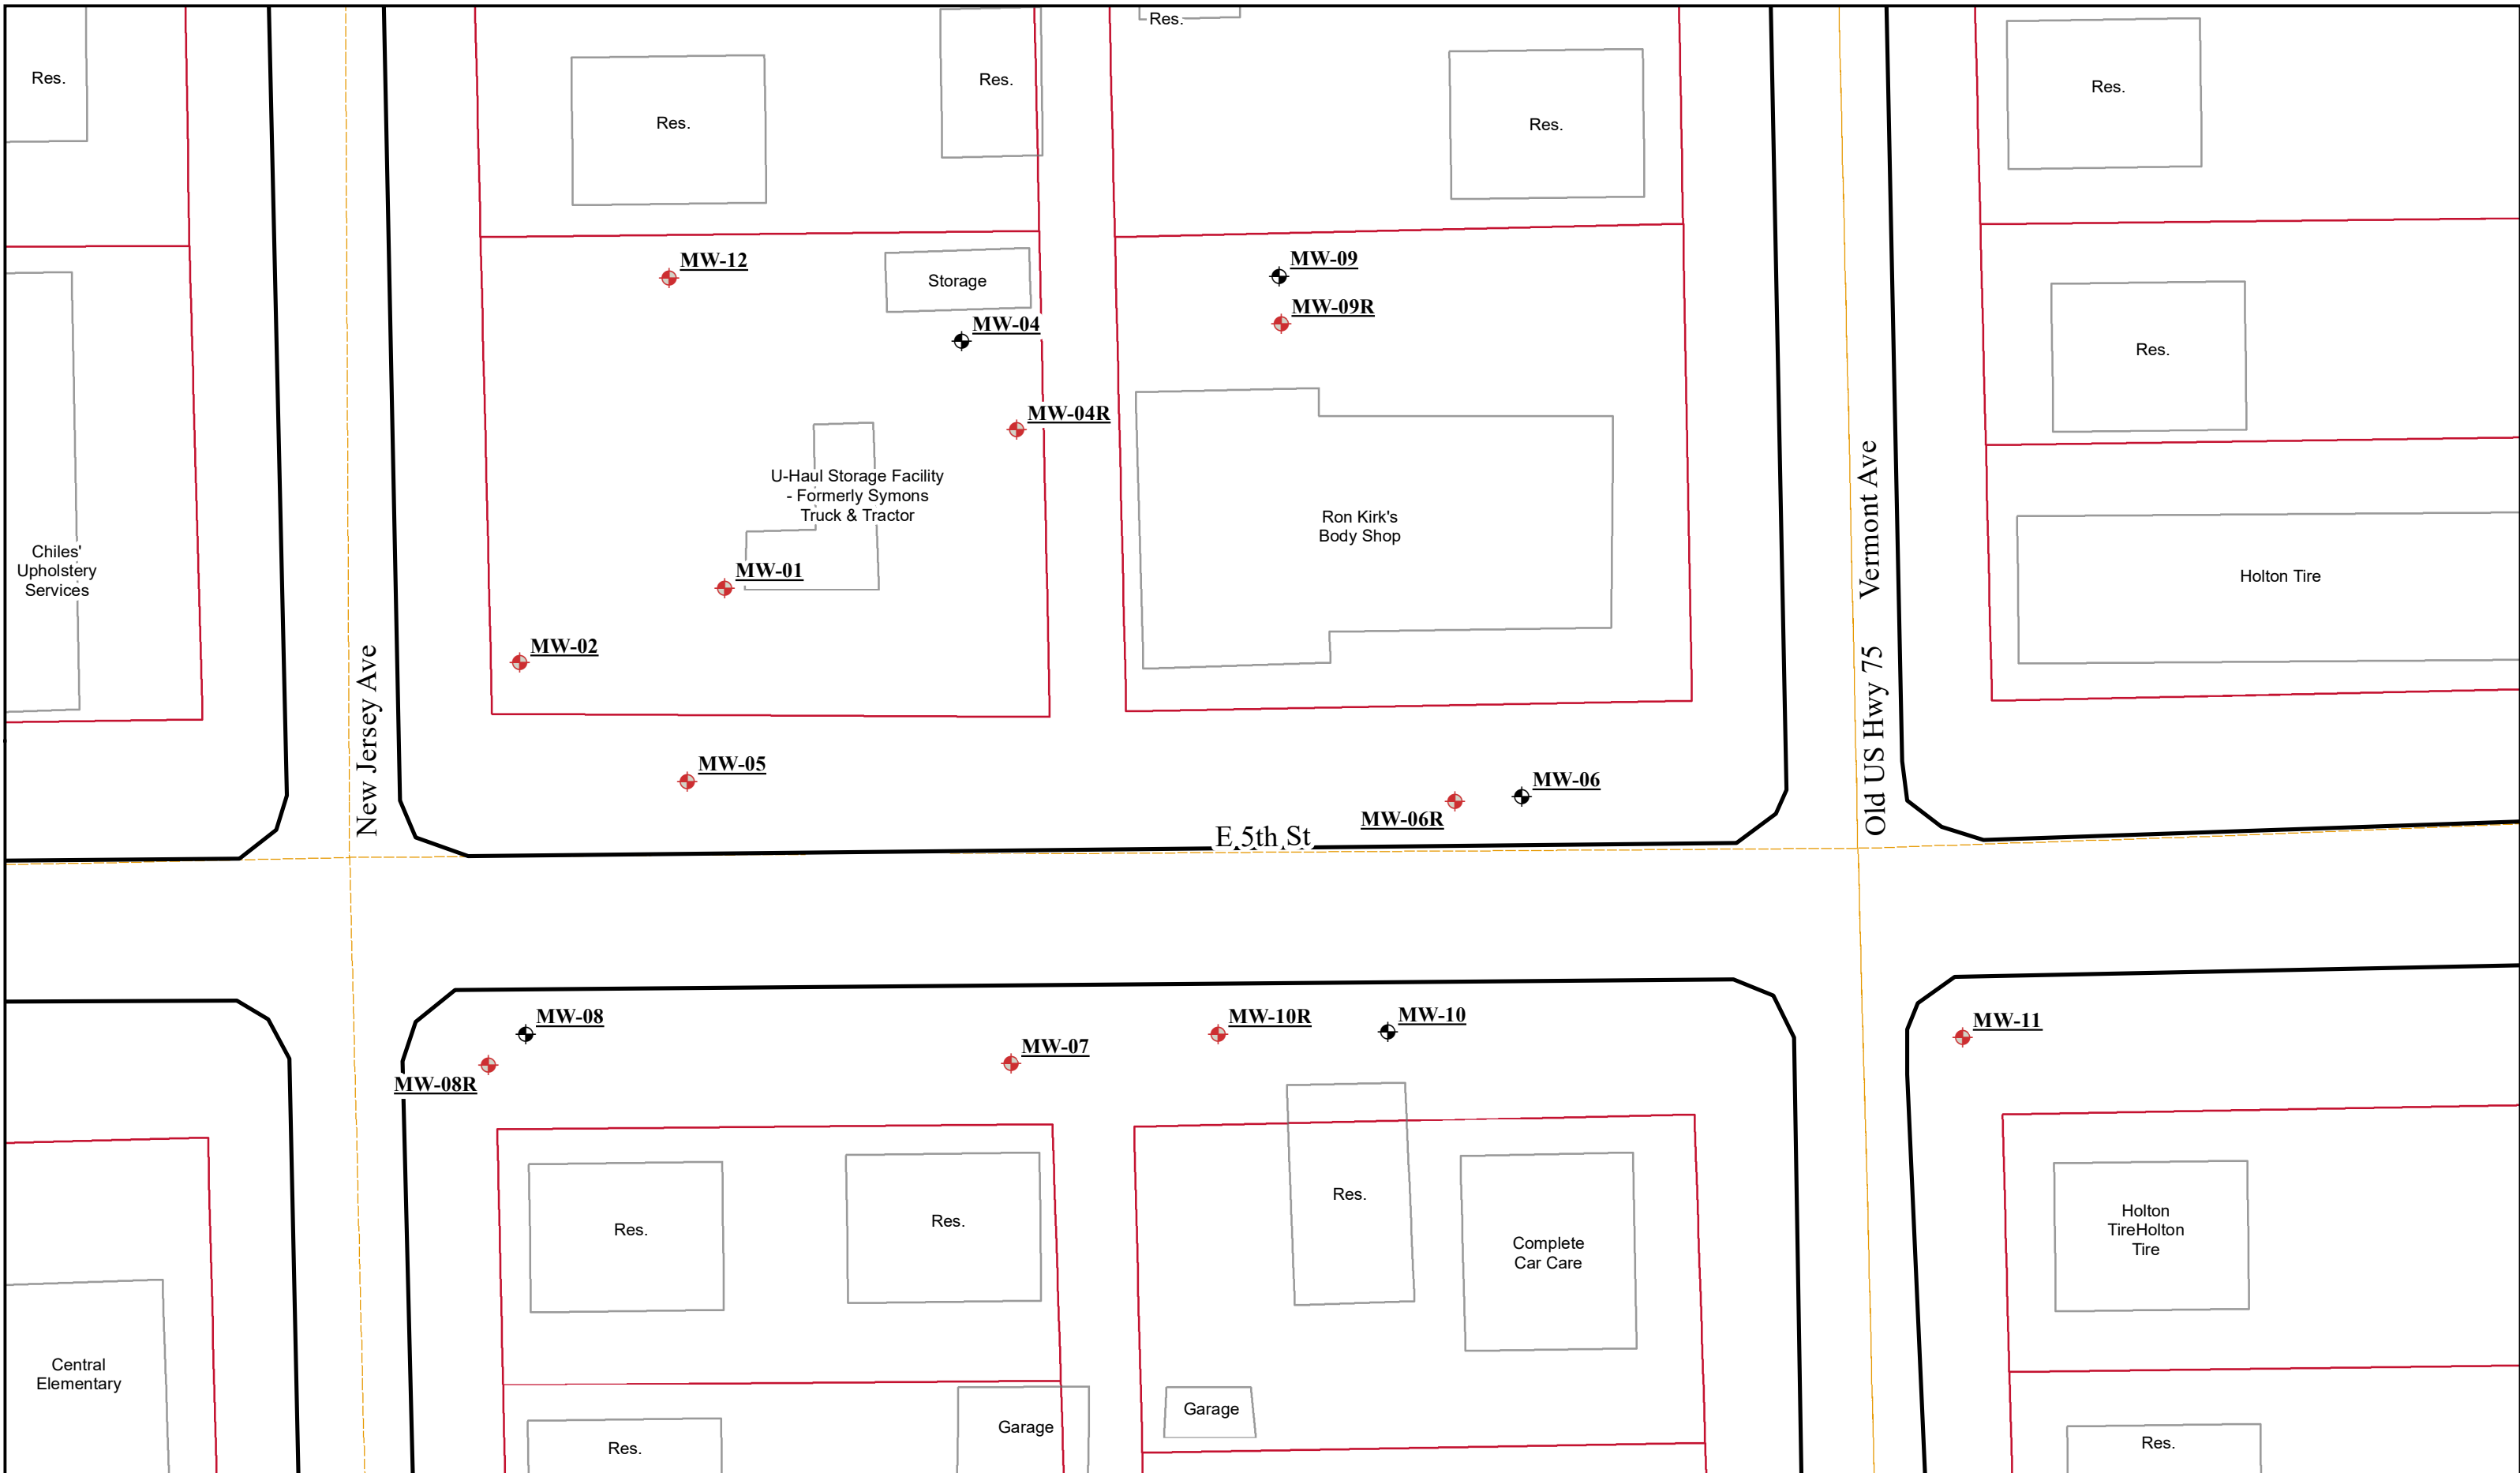 Res.
Res.
Res.
Res.
Res.
Res.
MW-12
Storage
MW-04
MW-09
MW-09R
MW-04R
Res.
U-Haul Storage Facility
- Formerly Symons
Truck & Tractor
MW-01
MW-02
Chiles'
Upholstery
Services
Ron Kirk's
Body Shop
Holton Tire
New Jersey Ave
Old US Hwy 75 Vermont Ave
MW-05
MW-06
MW-06R
E 5th St
MW-08
MW-08R
MW-07
MW-10R
MW-10
MW-11
Res.
Res.
Res.
Complete
Car Care
Holton
TireHolton
Tire
Central
Elementary
Res.
Garage
Garage
Res.